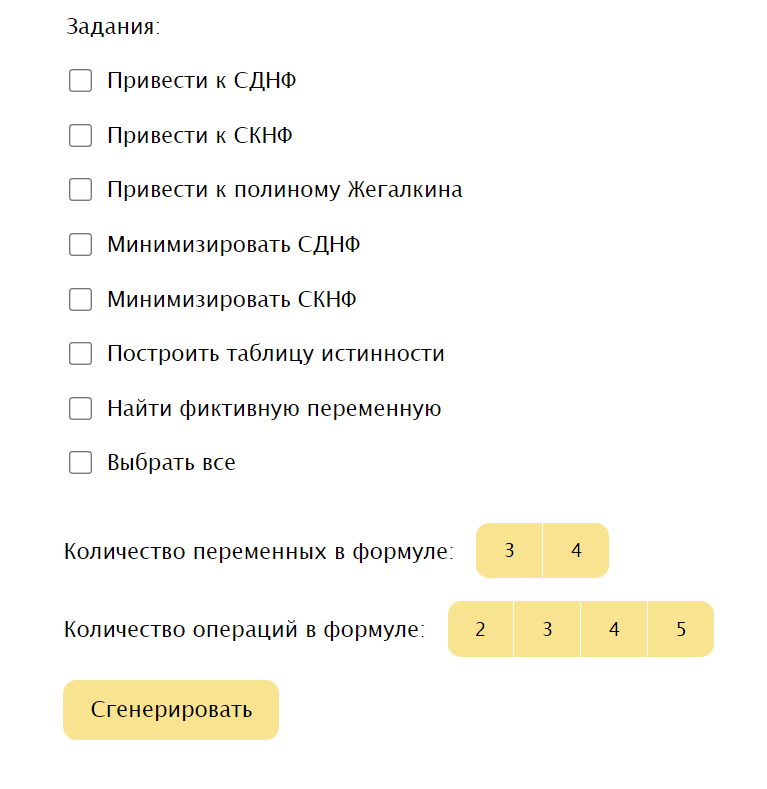 Задания:
Привести к СДНФ
Привести к СКНФ
Привести к полиному Жегалкина
Минимизировать СДНФ
Минимизировать СКНФ
Построить таблицу истинности
Найти фиктивную переменную
Выбрать все
Количество переменных в формуле: 3 4
Количество операций в формуле: 2 3 4 5
Сгенерировать